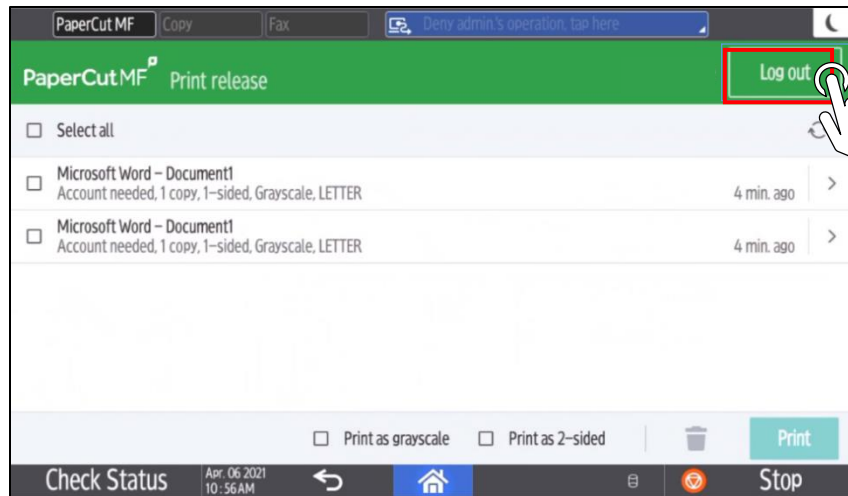 PaperCut MF Copy Fax Deny admin.'s operation, tap here
PaperCut MF Print release Log out
Select all
Microsoft Word – Document1
Account needed, 1 copy, 1–sided, Grayscale, LETTER 4 min. ago
Microsoft Word – Document1
Account needed, 1 copy, 1–sided, Grayscale, LETTER 4 min. ago
Print as grayscale Print as 2–sided Print
Check Status Apr. 06 2021 Stop
10:56AM